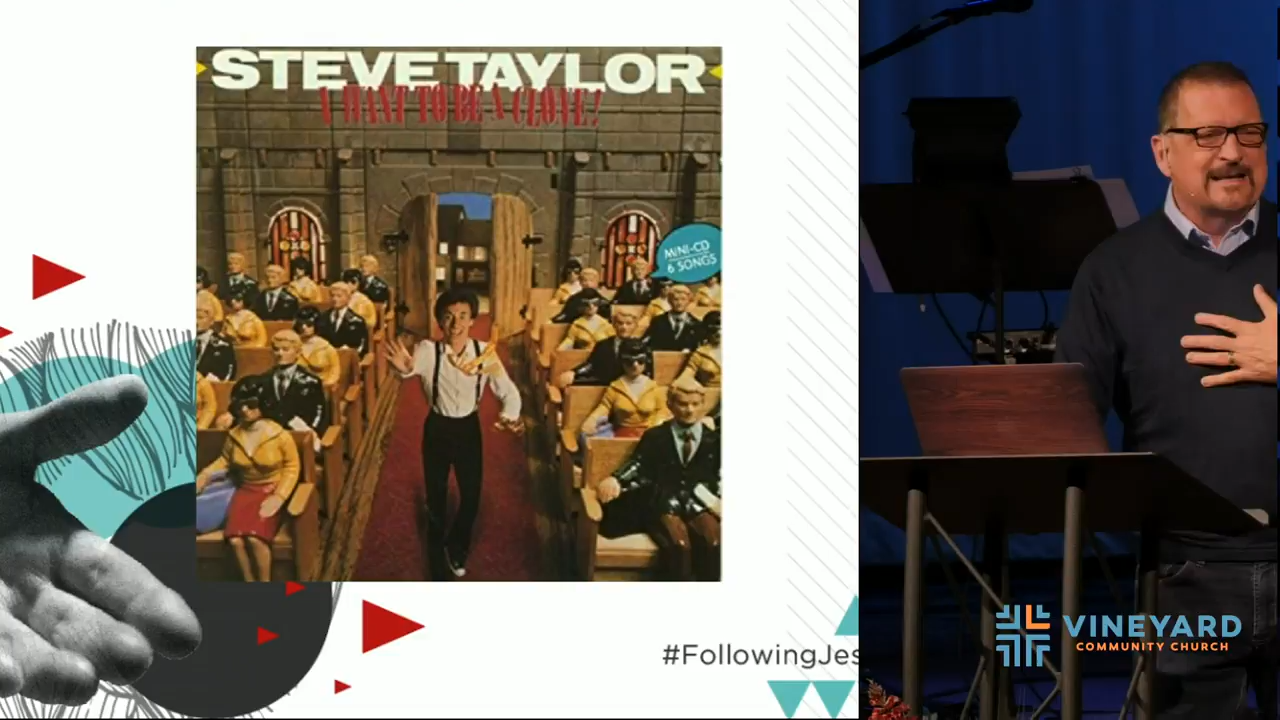 STEVE TAYLOR
I WANT TO BE A CLONE!
MINI-CD
6 SONGS
#FollowingJes
VINEYARD
COMMUNITY CHURCH